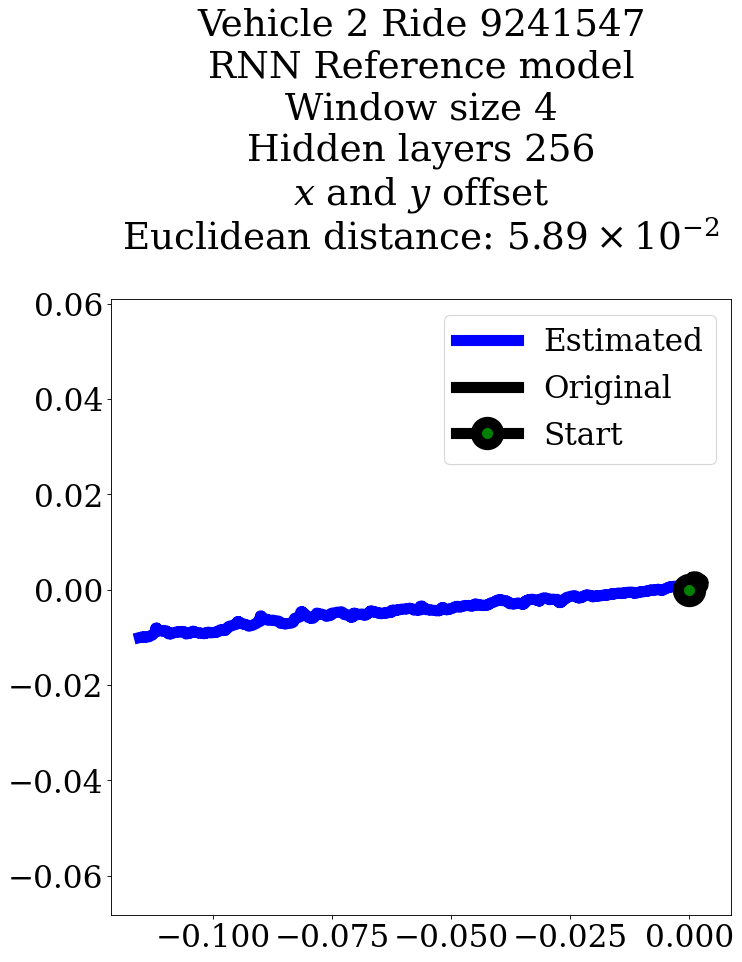 Vehicle 2 Ride 9241547
RNN Reference model
Window size 4
Hidden layers 256
x and y offset
Euclidean distance: 5.89 × 10⁻²
Estimated
Original
Start
0.06
0.04
0.02
0.00
−0.02
−0.04
−0.06
−0.100 −0.075 −0.050 −0.025 0.000